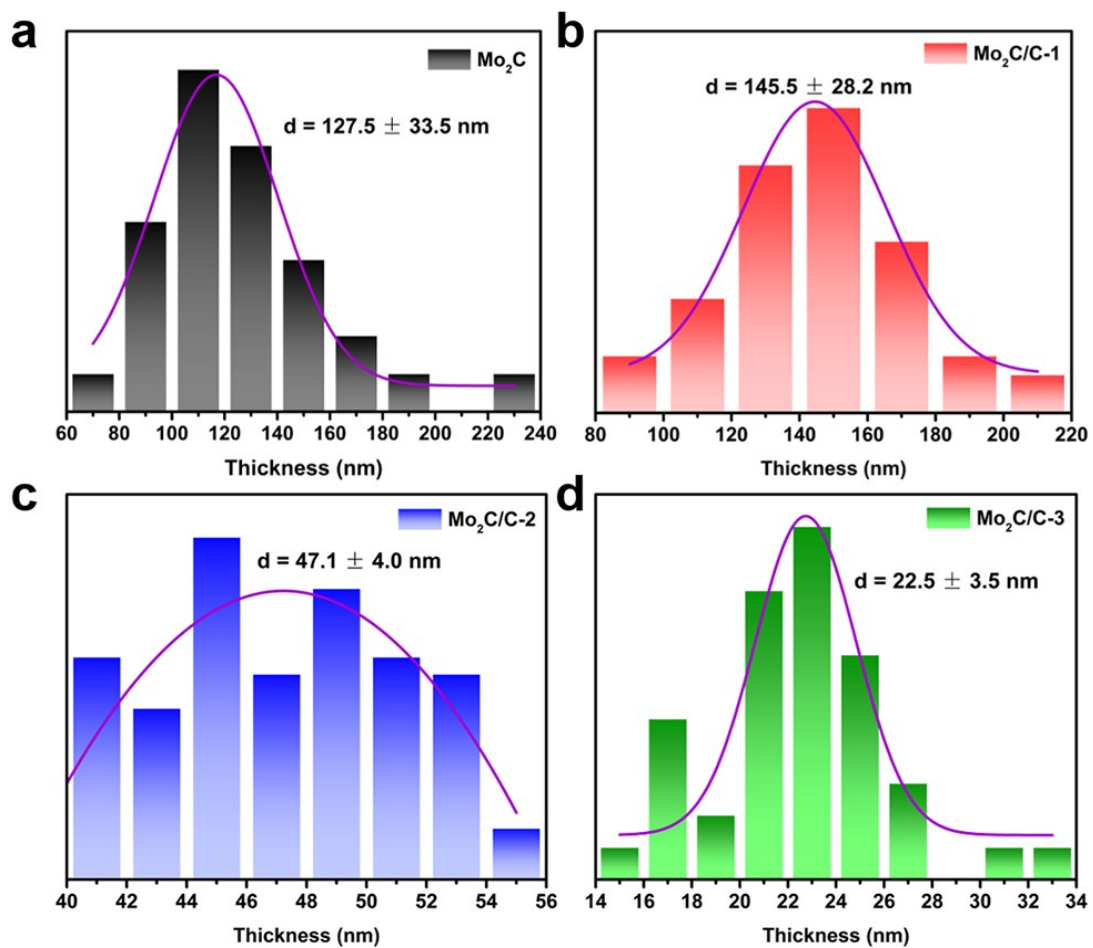 a
Mo₂C
d = 127.5 ± 33.5 nm
60 80 100 120 140 160 180 200 220 240
Thickness (nm)
b
Mo₂C/C-1
d = 145.5 ± 28.2 nm
80 100 120 140 160 180 200 220
Thickness (nm)
c
Mo₂C/C-2
d = 47.1 ± 4.0 nm
40 42 44 46 48 50 52 54 56
Thickness (nm)
d
Mo₂C/C-3
d = 22.5 ± 3.5 nm
14 16 18 20 22 24 26 28 30 32 34
Thickness (nm)